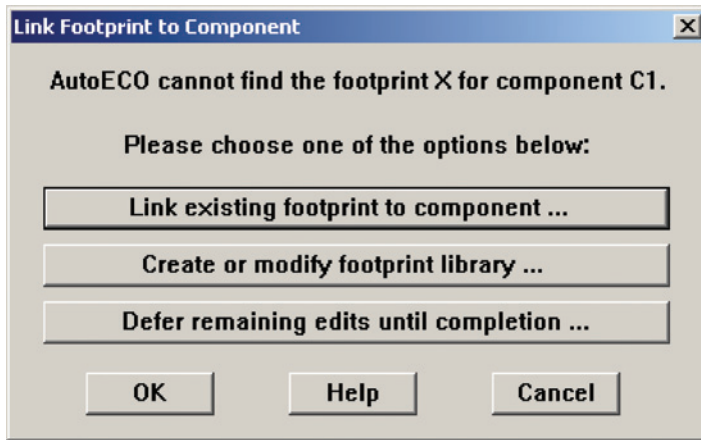 Link Footprint to Component
AutoECO cannot find the footprint X for component C1.
Please choose one of the options below:
Link existing footprint to component ...
Create or modify footprint library ...
Defer remaining edits until completion ...
OK Help Cancel